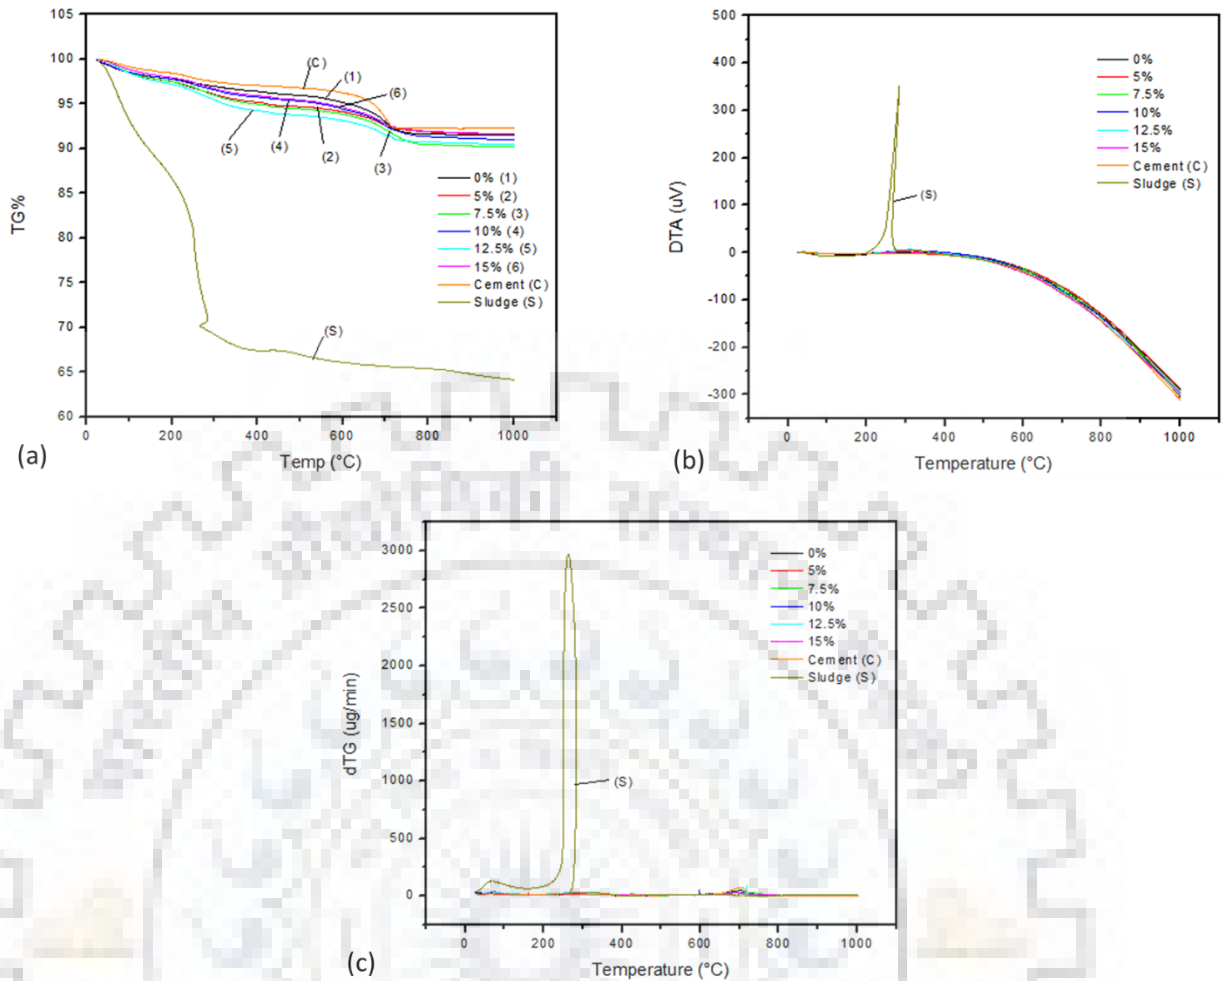 105
100
95
90
85
80
75
70
65
60
TG%
(C)
(1)
(6)
(5)
(4)
(2)
(3)
0% (1)
5% (2)
7.5% (3)
10% (4)
12.5% (5)
15% (6)
Cement (C)
Sludge (S)
(S)
0 200 400 600 800 1000
Temp (°C)
(a)
500
400
300
200
100
0
-100
-200
-300
DTA (uV)
0%
5%
7.5%
10%
12.5%
15%
Cement (C)
Sludge (S)
(S)
0 200 400 600 800 1000
Temperature (°C)
(b)
3000
2500
2000
1500
1000
500
0
dTG (ug/min)
0%
5%
7.5%
10%
12.5%
15%
Cement (C)
Sludge (S)
(S)
0 200 400 600 800 1000
Temperature (°C)
(c)